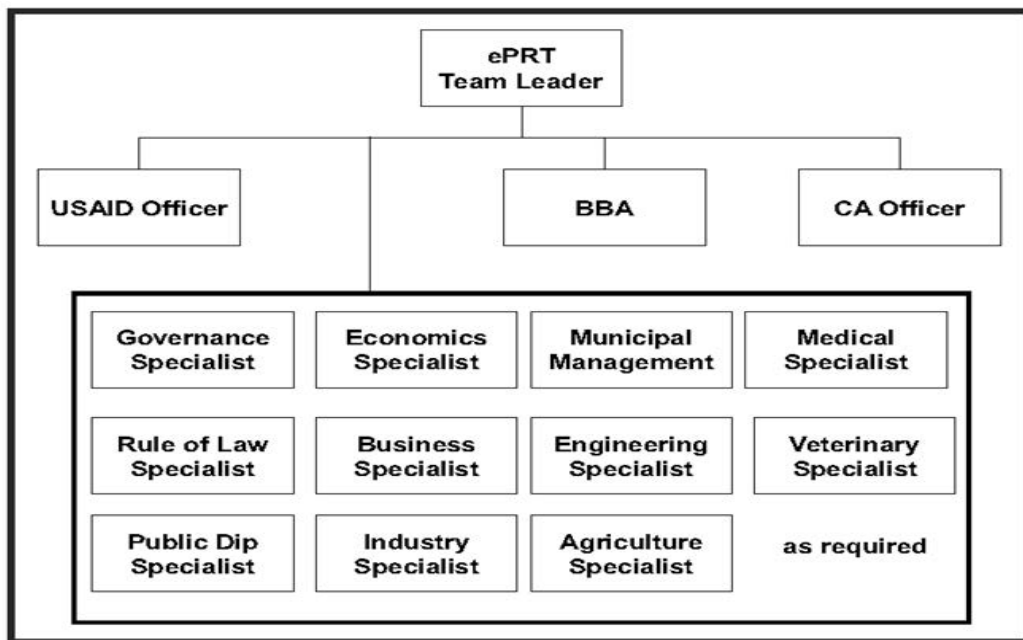 ePRT
Team Leader
USAID Officer
BBA
CA Officer
Governance
Specialist
Economics
Specialist
Municipal
Management
Medical
Specialist
Rule of Law
Specialist
Business
Specialist
Engineering
Specialist
Veterinary
Specialist
Public Dip
Specialist
Industry
Specialist
Agriculture
Specialist
as required